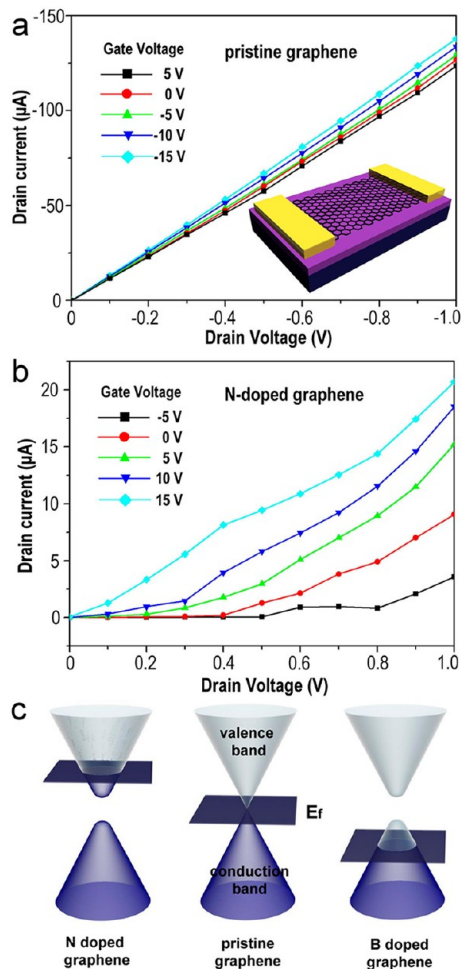 a
Gate Voltage
5 V
0 V
-5 V
-10 V
-15 V
pristine graphene
Drain current (µA)
-150
-100
-50
0
0
-0.2
-0.4
-0.6
-0.8
-1.0
Drain Voltage (V)
b
Gate Voltage
-5 V
0 V
5 V
10 V
15 V
N-doped graphene
Drain current (µA)
20
15
10
5
0
0
0.2
0.4
0.6
0.8
1.0
Drain Voltage (V)
c
valence
band
Ef
conduction
band
N doped
graphene
pristine
graphene
B doped
graphene